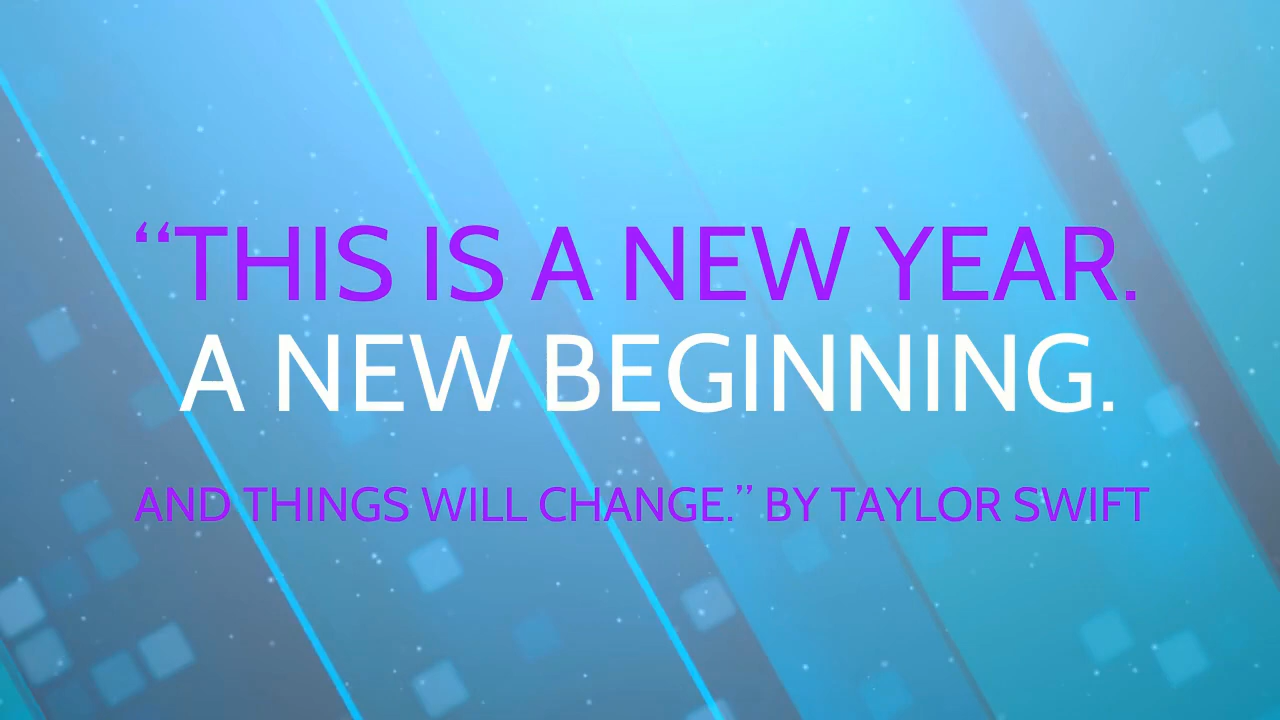 “THIS IS A NEW YEAR.
A NEW BEGINNING.
AND THINGS WILL CHANGE.” BY TAYLOR SWIFT